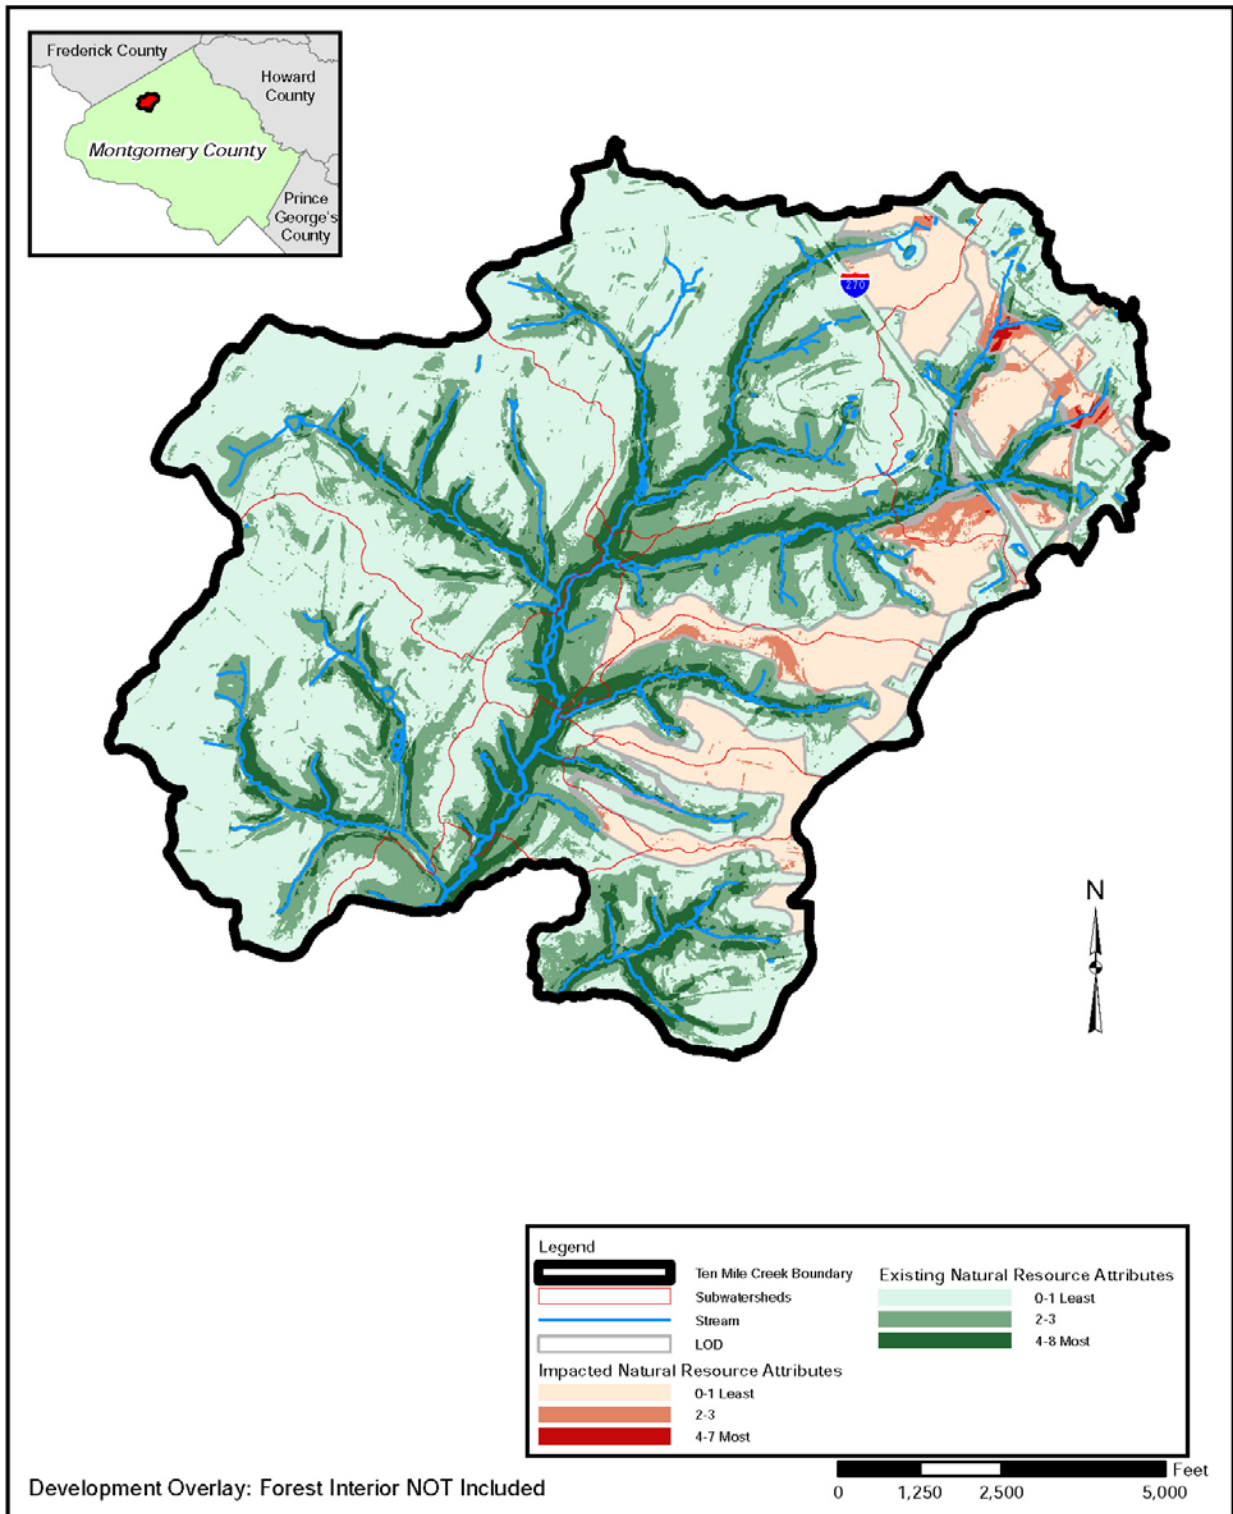 Frederick County
Howard
County
Montgomery County
Prince
George's
County
270
N
Legend
Ten Mile Creek Boundary
Subwatersheds
Stream
LOD
Impacted Natural Resource Attributes
0-1 Least
2-3
4-7 Most
Existing Natural Resource Attributes
0-1 Least
2-3
4-8 Most
Development Overlay: Forest Interior NOT Included
Feet
0 1,250 2,500 5,000